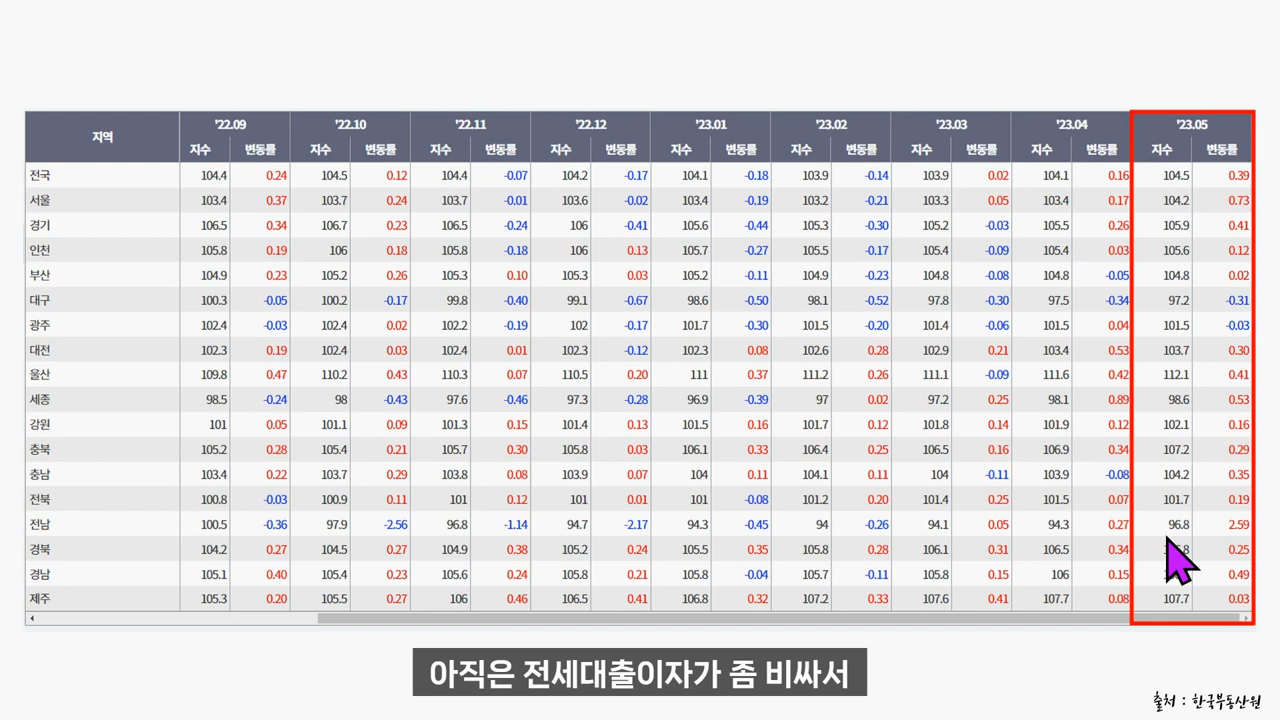 지역 '22.09 '22.10 '22.11 '22.12 '23.01 '23.02 '23.03 '23.04 '23.05
지수 변동률 지수 변동률 지수 변동률 지수 변동률 지수 변동률 지수 변동률 지수 변동률 지수 변동률 지수 변동률
전국 104.4 0.24 104.5 0.12 104.4 -0.07 104.2 -0.17 104.1 -0.18 103.9 -0.14 103.9 0.02 104.1 0.16 104.5 0.39
서울 103.4 0.37 103.7 0.24 103.7 -0.01 103.6 -0.02 103.4 -0.19 103.2 -0.21 103.3 0.05 103.4 0.17 104.2 0.73
경기 106.5 0.34 106.7 0.23 106.5 -0.24 106 -0.41 105.6 -0.44 105.3 -0.30 105.2 -0.03 105.5 0.26 105.9 0.41
인천 105.8 0.19 106 0.18 105.8 -0.18 106 0.13 105.7 -0.27 105.5 -0.17 105.4 -0.09 105.4 0.03 105.6 0.12
부산 104.9 0.23 105.2 0.26 105.3 0.10 105.3 0.03 105.2 -0.11 104.9 -0.23 104.8 -0.08 104.8 -0.05 104.8 0.02
대구 100.3 -0.05 100.2 -0.17 99.8 -0.40 99.1 -0.67 98.6 -0.50 98.1 -0.52 97.8 -0.30 97.5 -0.34 97.2 -0.31
광주 102.4 -0.03 102.4 0.02 102.2 -0.19 102 -0.17 101.7 -0.30 101.5 -0.20 101.4 -0.06 101.5 0.04 101.5 -0.03
대전 102.3 0.19 102.4 0.03 102.4 0.01 102.3 -0.12 102.3 0.08 102.6 0.28 102.9 0.21 103.4 0.53 103.7 0.30
울산 109.8 0.47 110.2 0.43 110.3 0.07 110.5 0.20 111 0.37 111.2 0.26 111.1 -0.09 111.6 0.42 112.1 0.41
세종 98.5 -0.24 98 -0.43 97.6 -0.46 97.3 -0.28 96.9 -0.39 97 0.02 97.2 0.25 98.1 0.89 98.6 0.53
강원 101 0.05 101.1 0.09 101.3 0.15 101.4 0.13 101.5 0.16 101.7 0.12 101.8 0.14 101.9 0.12 102.1 0.16
충북 105.2 0.28 105.4 0.21 105.7 0.30 105.8 0.03 106.1 0.33 106.4 0.25 106.5 0.16 106.9 0.34 107.2 0.29
충남 103.4 0.22 103.7 0.29 103.8 0.08 103.9 0.07 104 0.11 104.1 0.11 104 -0.11 103.9 -0.08 104.2 0.35
전북 100.8 -0.03 100.9 0.11 101 0.12 101 0.01 101 -0.08 101.2 0.20 101.4 0.25 101.5 0.07 101.7 0.19
전남 100.5 -0.36 97.9 -2.56 96.8 -1.14 94.7 -2.17 94.3 -0.45 94 -0.26 94.1 0.05 94.3 0.27 96.8 2.59
경북 104.2 0.27 104.5 0.27 104.9 0.38 105.2 0.24 105.5 0.35 105.8 0.28 106.1 0.31 106.5 0.34 0.25
경남 105.1 0.40 105.4 0.23 105.6 0.24 105.8 0.21 105.8 -0.04 105.7 -0.11 105.8 0.15 106 0.15 0.49
제주 105.3 0.20 105.5 0.27 106 0.46 106.5 0.41 106.8 0.32 107.2 0.33 107.6 0.41 107.7 0.08 107.7 0.03
아직은 전세대출이자가 좀 비싸서
출처 : 한국부동산원